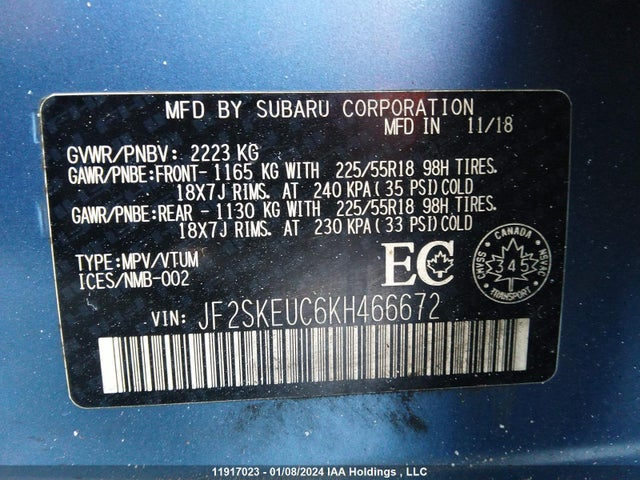 MFD BY SUBARU CORPORATION
MFD IN 11/18
GVWR/PNBV: 2223 KG
GAWR/PNBE:FRONT- 1165 KG WITH 225/55R18 98H TIRES.
18X7J RIMS. AT 240 KPA(35 PSI)COLD
GAWR/PNBE:REAR - 1130 KG WITH 225/55R18 98H TIRES.
18X7J RIMS. AT 230 KPA(33 PSI)COLD
TYPE:MPV/VTUM
ICES/NMB-002
EC
CANADA
CMVSS
NSVAC
345
TRANSPORT
VIN: JF2SKEUC6KH466672
11917023 - 01/08/2024 IAA Holdings , LLC